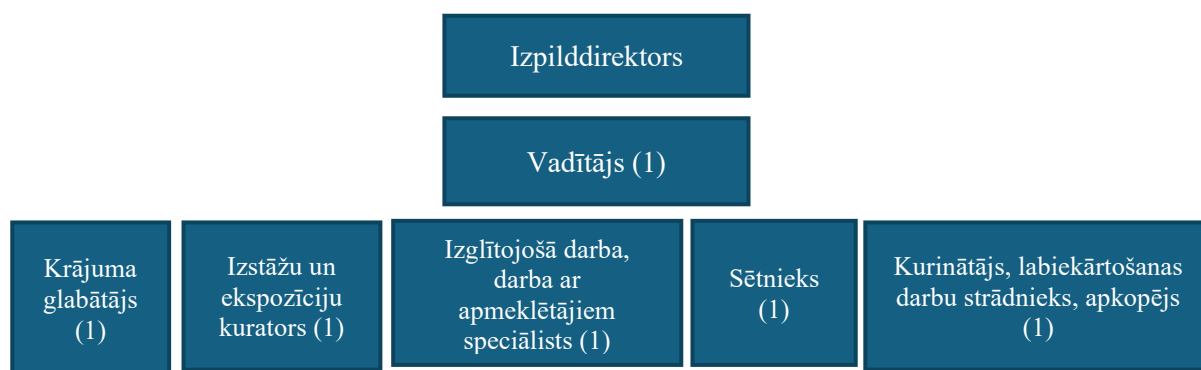 Izpilddirektors
Vadītājs (1)
Krājuma
glabātājs
(1)
Izstāžu un
ekspozīciju
kurators (1)
Izglītojošā darba,
darba ar
apmeklētājiem
speciālists (1)
Sētnieks
(1)
Kurinātājs, labiekārtošanas
darbu strādnieks, apkopējs
(1)